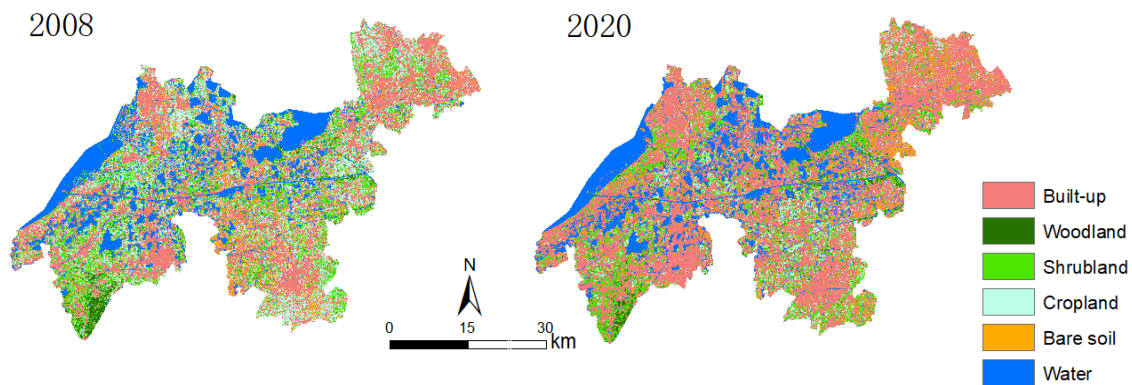 2008
2020
Built-up
Woodland
Shrubland
Cropland
Bare soil
Water
N
0 15 30
km